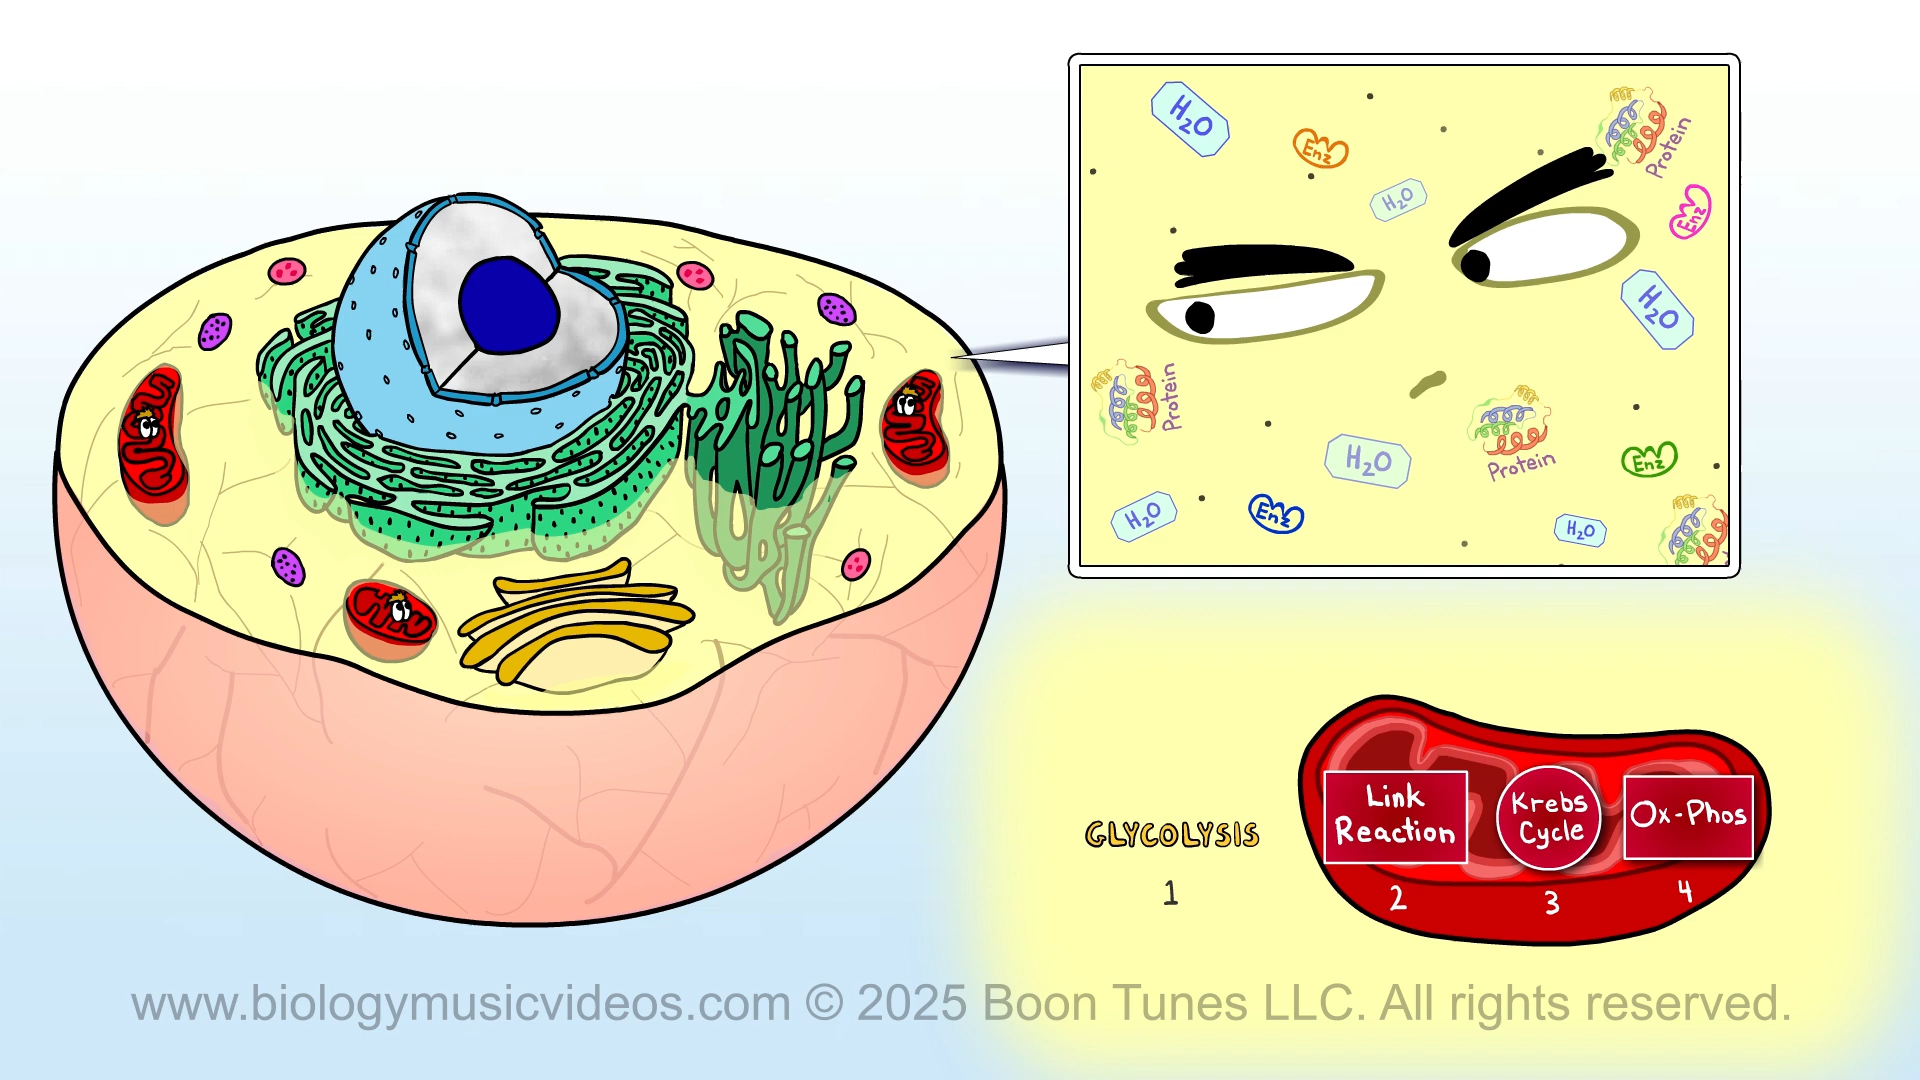 H2O
Enz
Protein
H2O
Enz
H2O
Protein
Protein
H2O
Enz
H2O
Enz
H2O
GLYCOLYSIS
1
Link
Reaction
2
Krebs
Cycle
3
Ox-Phos
4
www.biologymusicvideos.com © 2025 Boon Tunes LLC. All rights reserved.